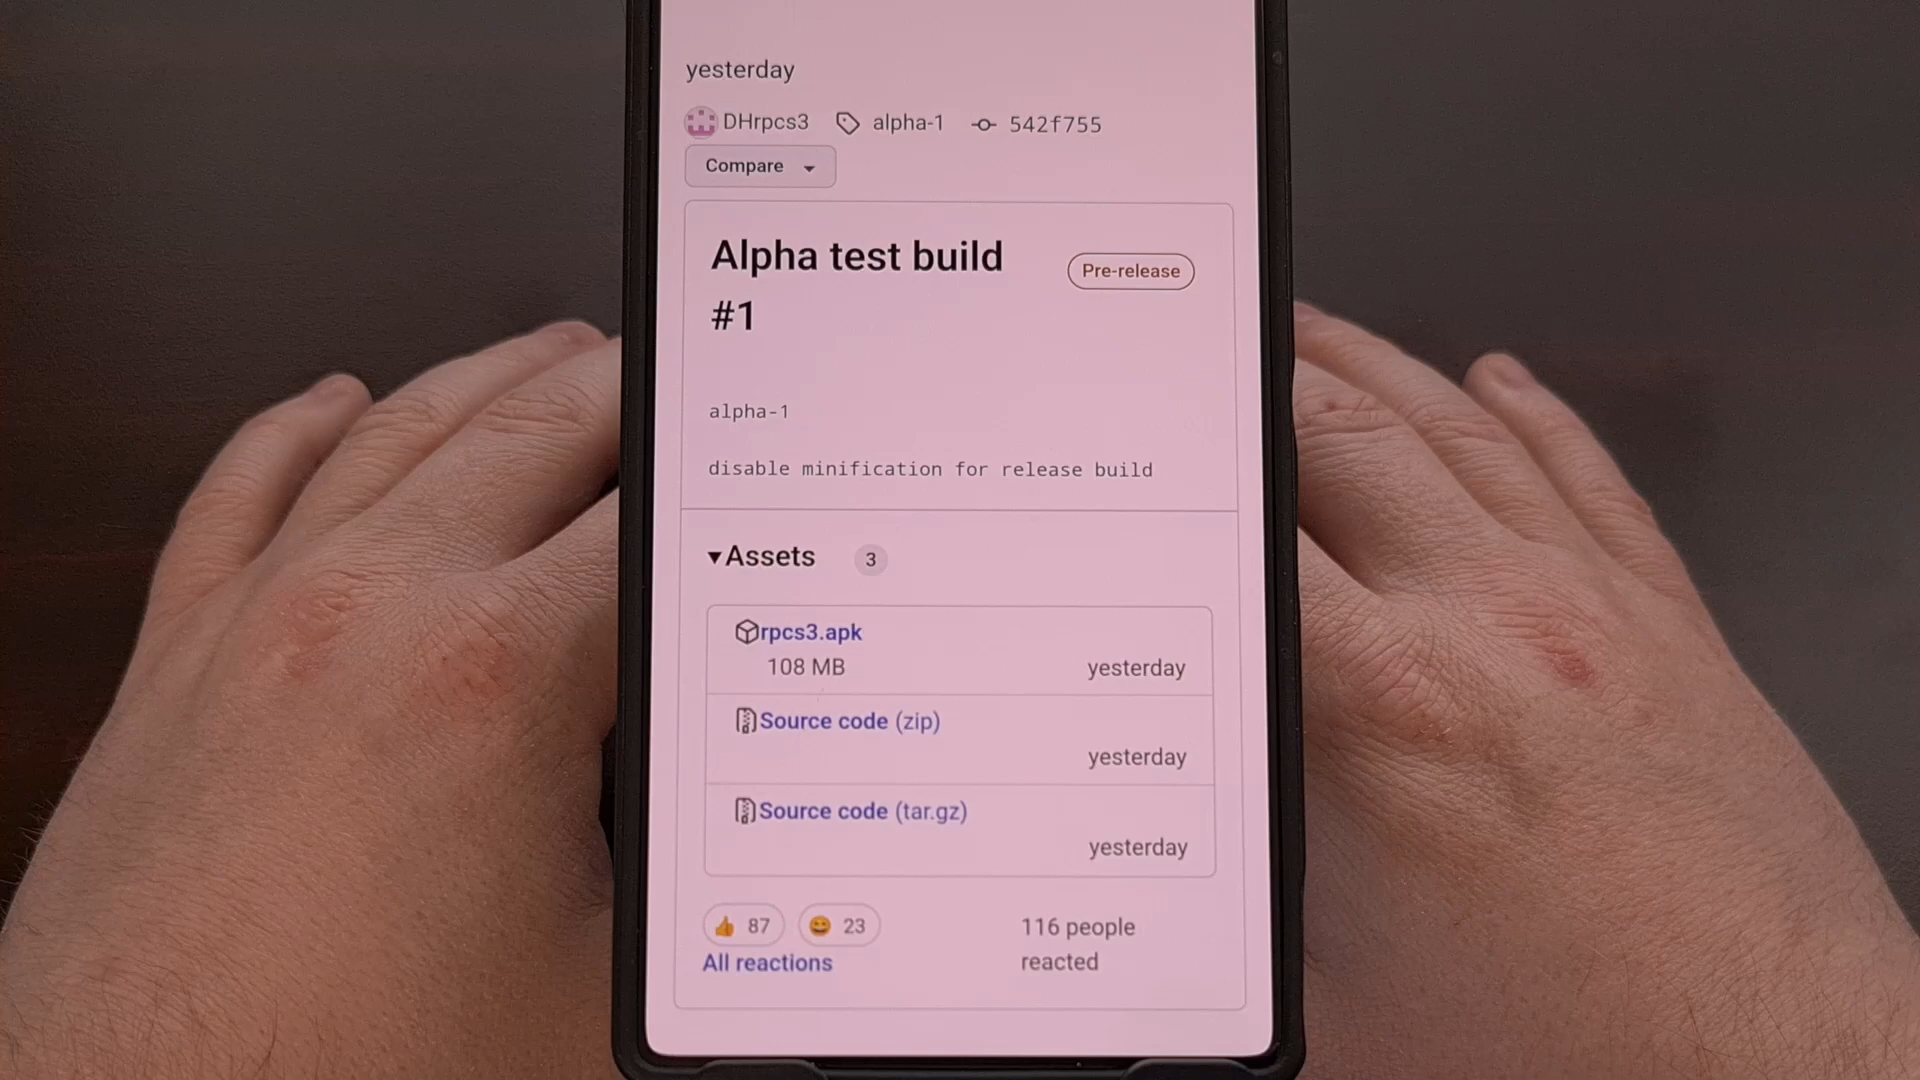 yesterday
DHrpcs3 alpha-1 542f755
Compare
Alpha test build
#1
Pre-release
alpha-1
disable minification for release build
Assets 3
rpcs3.apk
108 MB yesterday
Source code (zip)
yesterday
Source code (tar.gz)
yesterday
87 23
All reactions
116 people
reacted